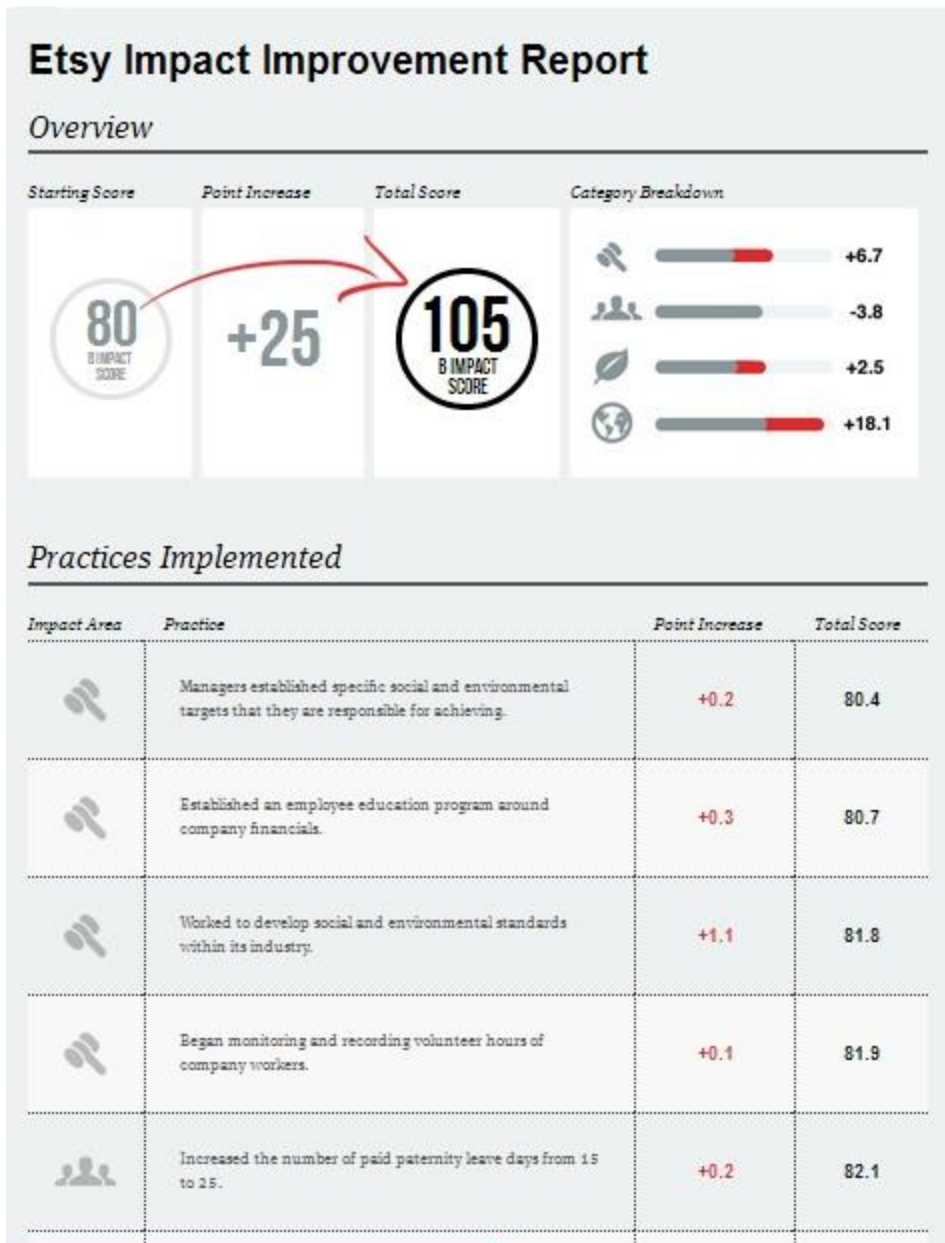 Etsy Impact Improvement Report
Overview
Starting Score
Point Increase
Total Score
Category Breakdown
80
B IMPACT
SCORE
+25
105
B IMPACT
SCORE
+6.7
-3.8
+2.5
+18.1
Practices Implemented
Impact Area
Practice
Point Increase
Total Score
Managers established specific social and environmental
targets that they are responsible for achieving.
+0.2
80.4
Established an employee education program around
company financials.
+0.3
80.7
Worked to develop social and environmental standards
within its industry.
+1.1
81.8
Began monitoring and recording volunteer hours of
company workers.
+0.1
81.9
Increased the number of paid paternity leave days from 15
to 25.
+0.2
82.1